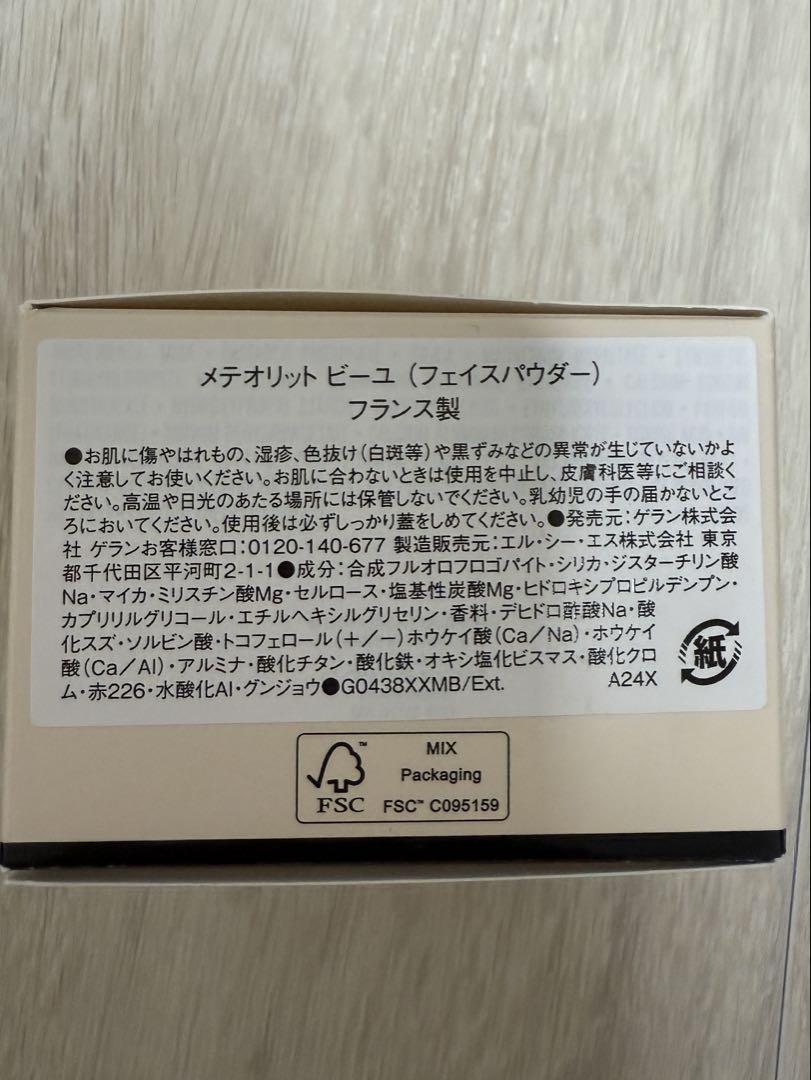 メテオリット ビーユ（フェイスパウダー）
フランス製
●お肌に傷やはれもの、湿疹、色抜け（白斑等）や黒ずみなどの異常が生じていないかよ
く注意してお使いください。お肌に合わないときは使用を中止し、皮膚科医等にご相談く
ださい。高温や日光のあたる場所には保管しないでください。乳幼児の手の届かないとこ
ろにおいてください。使用後は必ずしっかり蓋をしめてください。●発売元：ゲラン株式会
社 ゲランお客様窓口：0120-140-677 製造販売元：エル・シー・エス株式会社 東京
都千代田区平河町2-1-1●成分：合成フルオロフロゴパイト・シリカ・ジスターチリン酸
Na・マイカ・ミリスチン酸Mg・セルロース・塩基性炭酸Mg・ヒドロキシプロピルデンプン・
カプリリルグリコール・エチルヘキシルグリセリン・香料・デヒドロ酢酸Na・酸
化スズ・ソルビン酸・トコフェロール（＋／－）ホウケイ酸（Ca／Na）・ホウケイ
酸（Ca／Al）・アルミナ・酸化チタン・酸化鉄・オキシ塩化ビスマス・酸化クロ
ム・赤226・水酸化Al・グンジョウ●G0438XXMB/Ext.
A24X
紙
FSC™
MIX
Packaging
FSC™ C095159